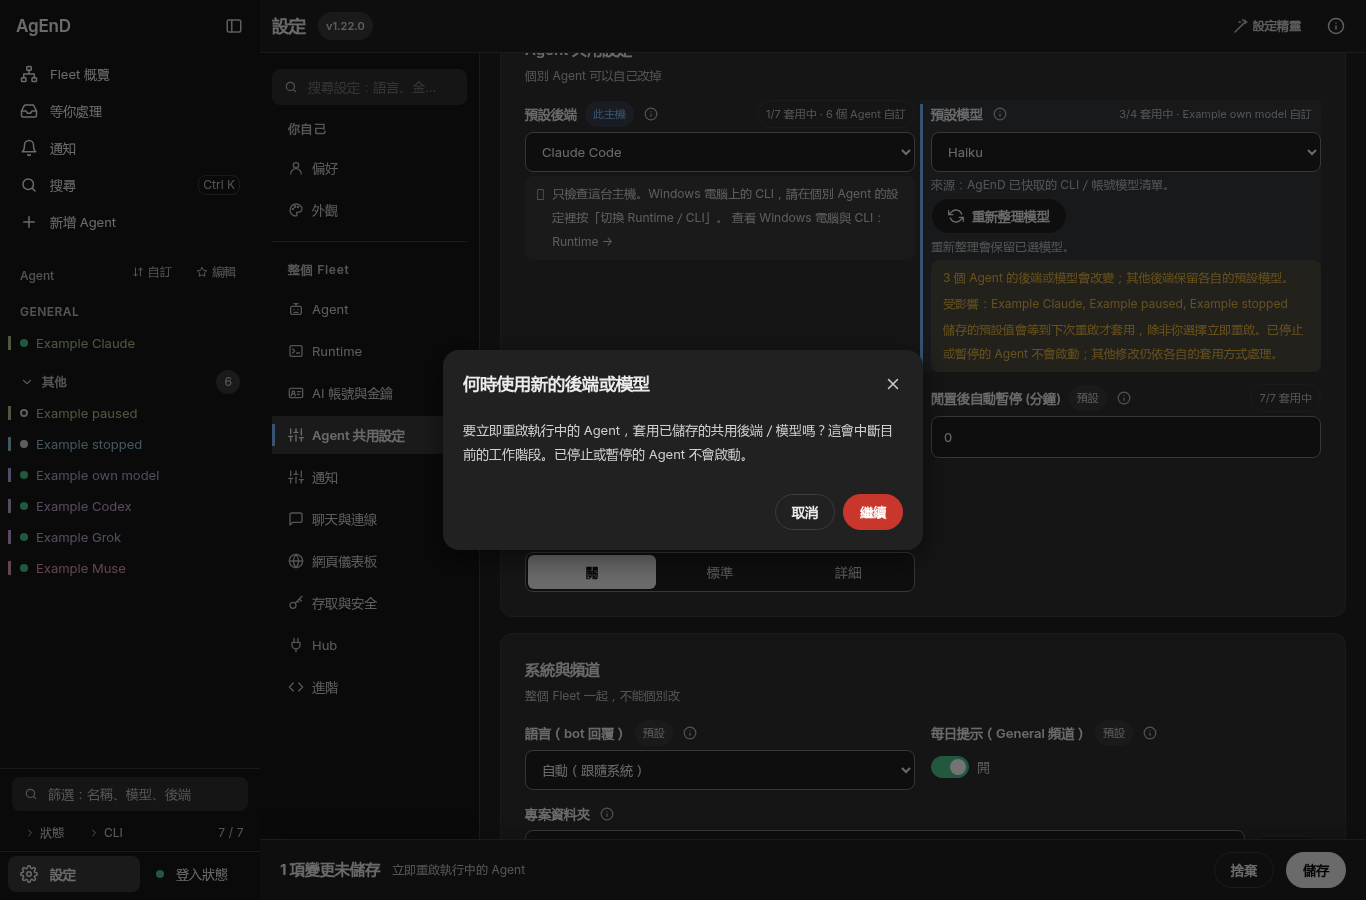 AgEnD
Fleet 概覽
等你處理
通知
搜尋
Ctrl K
新增 Agent
Agent
自訂
編輯
GENERAL
Example Claude
其他
6
Example paused
Example stopped
Example own model
Example Codex
Example Grok
Example Muse
篩選：名稱、模型、後端
狀態
CLI
7 / 7
設定
登入狀態
設定
v1.22.0
設定精靈
搜尋設定：語言、金...
你自己
偏好
外觀
整個 Fleet
Agent
Runtime
AI 帳號與金鑰
Agent 共用設定
通知
聊天與連線
網頁儀表板
存取與安全
Hub
進階
Agent 共用設定
個別 Agent 可以自己改掉
預設後端
此主機
1/7 套用中 · 6 個 Agent 自訂
Claude Code
只檢查這台主機。Windows 電腦上的 CLI，請在個別 Agent 的設
定裡按「切換 Runtime / CLI」。 查看 Windows 電腦與 CLI：
Runtime →
預設模型
3/4 套用中 · Example own model 自訂
Haiku
來源：AgEnD 已快取的 CLI / 帳號模型清單。
重新整理模型
重新整理會保留已選模型。
3 個 Agent 的後端或模型會改變；其他後端保留各自的預設模型。
受影響：Example Claude, Example paused, Example stopped
儲存的預設值會等到下次重啟才套用，除非你選擇立即重啟。已停止
或暫停的 Agent 不會啟動；其他修改仍依各自的套用方式處理。
閒置後自動暫停 (分鐘)
預設
7/7 套用中
0
何時使用新的後端或模型
要立即重啟執行中的 Agent，套用已儲存的共用後端 / 模型嗎？這會中斷目
前的工作階段。已停止或暫停的 Agent 不會啟動。
取消
繼續
關
標準
詳細
系統與頻道
整個 Fleet 一起，不能個別改
語言（bot 回覆）
預設
自動（跟隨系統）
每日提示（General 頻道）
預設
開
專案資料夾
1 項變更未儲存
立即重啟執行中的 Agent
捨棄
儲存